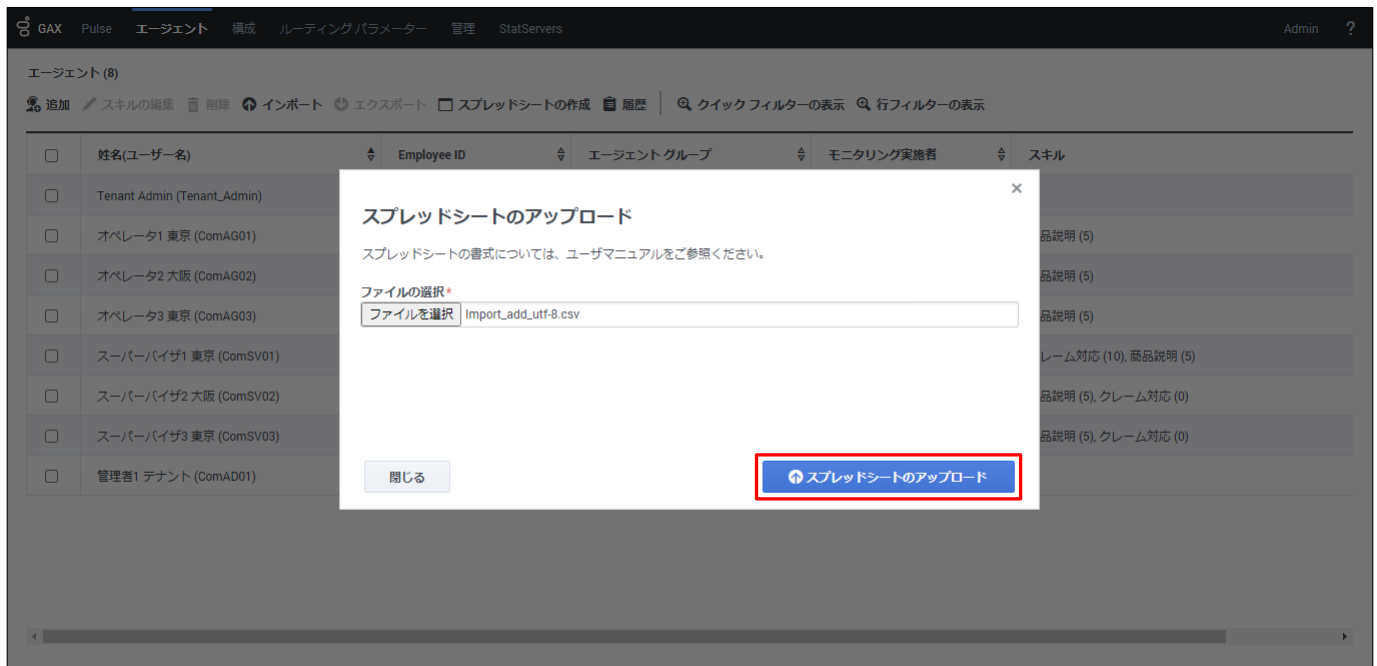 GAX Pulse エージェント 構成 ルーティング パラメーター 管理 StatServers Admin ?
エージェント (8)
追加 スキルの編集 削除 インポート エクスポート スプレッドシートの作成 履歴 クイック フィルターの表示 行フィルターの表示
姓名(ユーザー名) Employee ID エージェント グループ モニタリング実施者 スキル
Tenant Admin (Tenant_Admin)
オペレータ1 東京 (ComAG01) 品説明 (5)
オペレータ2 大阪 (ComAG02) 品説明 (5)
オペレータ3 東京 (ComAG03) 品説明 (5)
スーパーバイザ1 東京 (ComSV01) レーム対応 (10), 商品説明 (5)
スーパーバイザ2 大阪 (ComSV02) 品説明 (5), クレーム対応 (0)
スーパーバイザ3 東京 (ComSV03) 品説明 (5), クレーム対応 (0)
管理者1 テナント (ComAD01)
×
スプレッドシートのアップロード
スプレッドシートの書式については、ユーザマニュアルをご参照ください。
ファイルの選択*
ファイルを選択 Import_add_utf-8.csv
閉じる スプレッドシートのアップロード